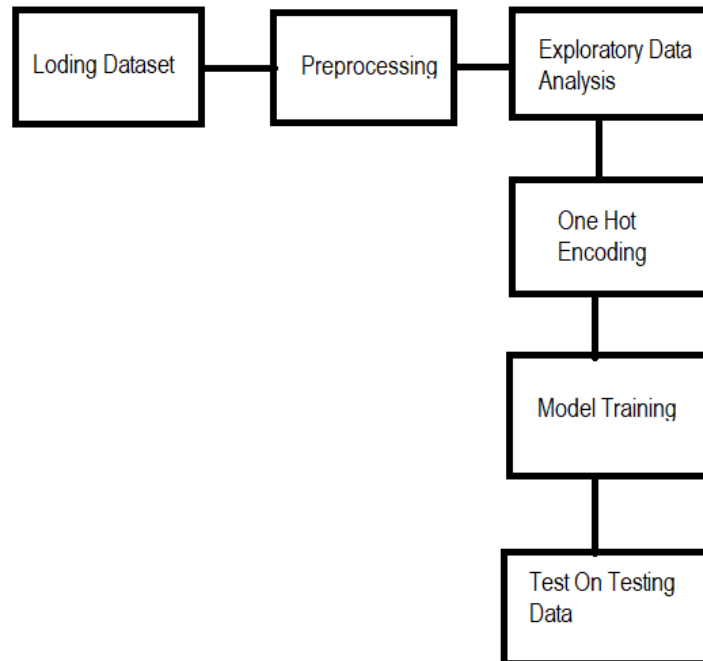 Loding Dataset
Preprocessing
Exploratory Data
Analysis
One Hot
Encoding
Model Training
Test On Testing
Data